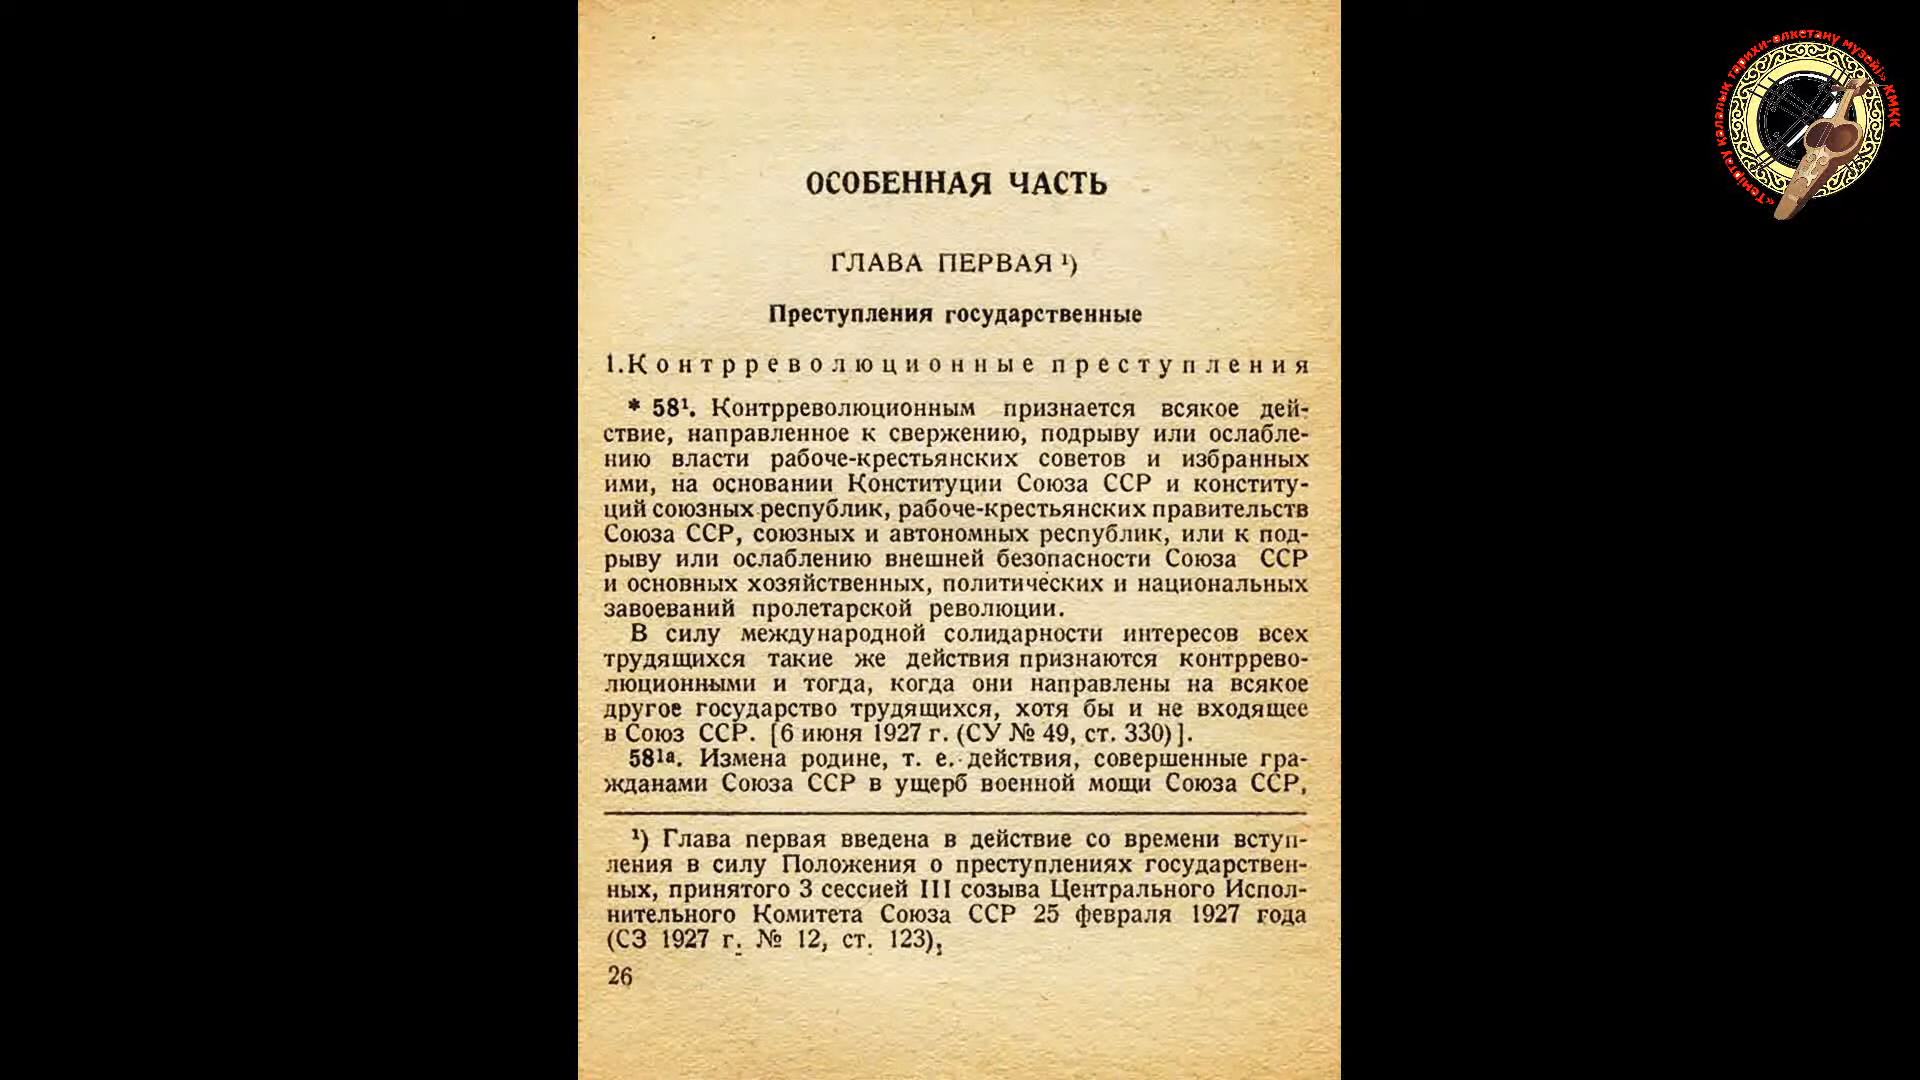 ОСОБЕННАЯ ЧАСТЬ
ГЛАВА ПЕРВАЯ ¹)
Преступления государственные
1. Контрреволюционные преступления
* 58¹. Контрреволюционным признается всякое дей-
ствие, направленное к свержению, подрыву или ослабле-
нию власти рабоче-крестьянских советов и избранных
ими, на основании Конституции Союза ССР и конститу-
ций союзных республик, рабоче-крестьянских правительств
Союза ССР, союзных и автономных республик, или к под-
рыву или ослаблению внешней безопасности Союза ССР
и основных хозяйственных, политических и национальных
завоеваний пролетарской революции.
В силу международной солидарности интересов всех
трудящихся такие же действия признаются контррево-
люционными и тогда, когда они направлены на всякое
другое государство трудящихся, хотя бы и не входящее
в Союз ССР. [6 июня 1927 г. (СУ № 49, ст. 330)].
58¹ᵃ. Измена родине, т. е. действия, совершенные гра-
жданами Союза ССР в ущерб военной мощи Союза ССР,
¹) Глава первая введена в действие со времени вступ-
ления в силу Положения о преступлениях государствен-
ных, принятого 3 сессией III созыва Центрального Испол-
нительного Комитета Союза ССР 25 февраля 1927 года
(СЗ 1927 г. № 12, ст. 123).
26
«Теміртау қалалық тарихи-өлкетану музейі» КМҚК